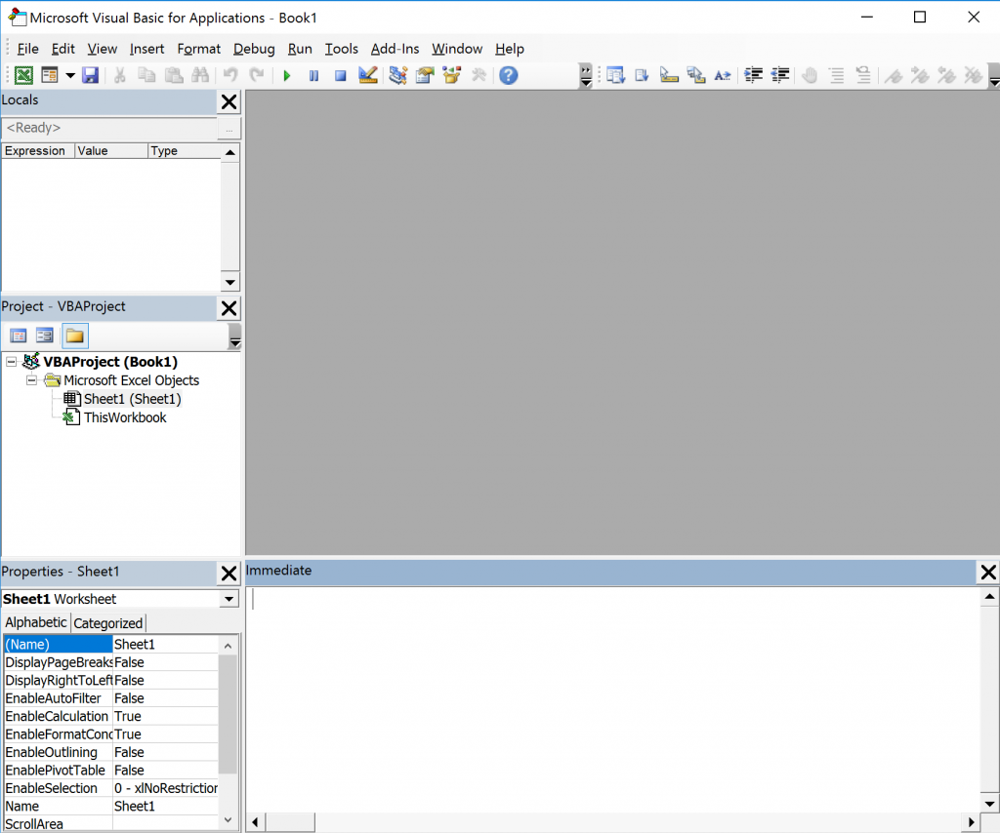 Microsoft Visual Basic for Applications - Book1
File Edit View Insert Format Debug Run Tools Add-Ins Window Help
Locals
<Ready>
...
Expression Value Type
Project - VBAProject
VBAProject (Book1)
Microsoft Excel Objects
Sheet1 (Sheet1)
ThisWorkbook
Properties - Sheet1
Sheet1 Worksheet
Alphabetic Categorized
(Name) Sheet1
DisplayPageBreaks False
DisplayRightToLeft False
EnableAutoFilter False
EnableCalculation True
EnableFormatConc True
EnableOutlining False
EnablePivotTable False
EnableSelection 0 - xlNoRestriction
Name Sheet1
ScrollArea
Immediate